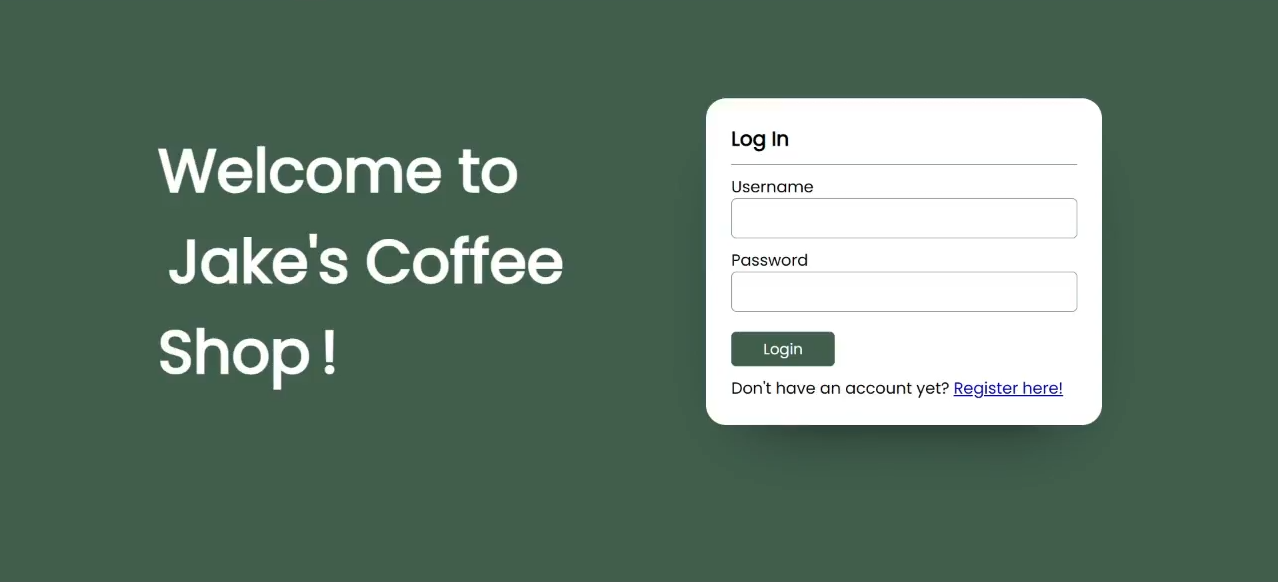 Welcome to
Jake's Coffee
Shop !
Log In
Username
Password
Login
Don't have an account yet? Register here!